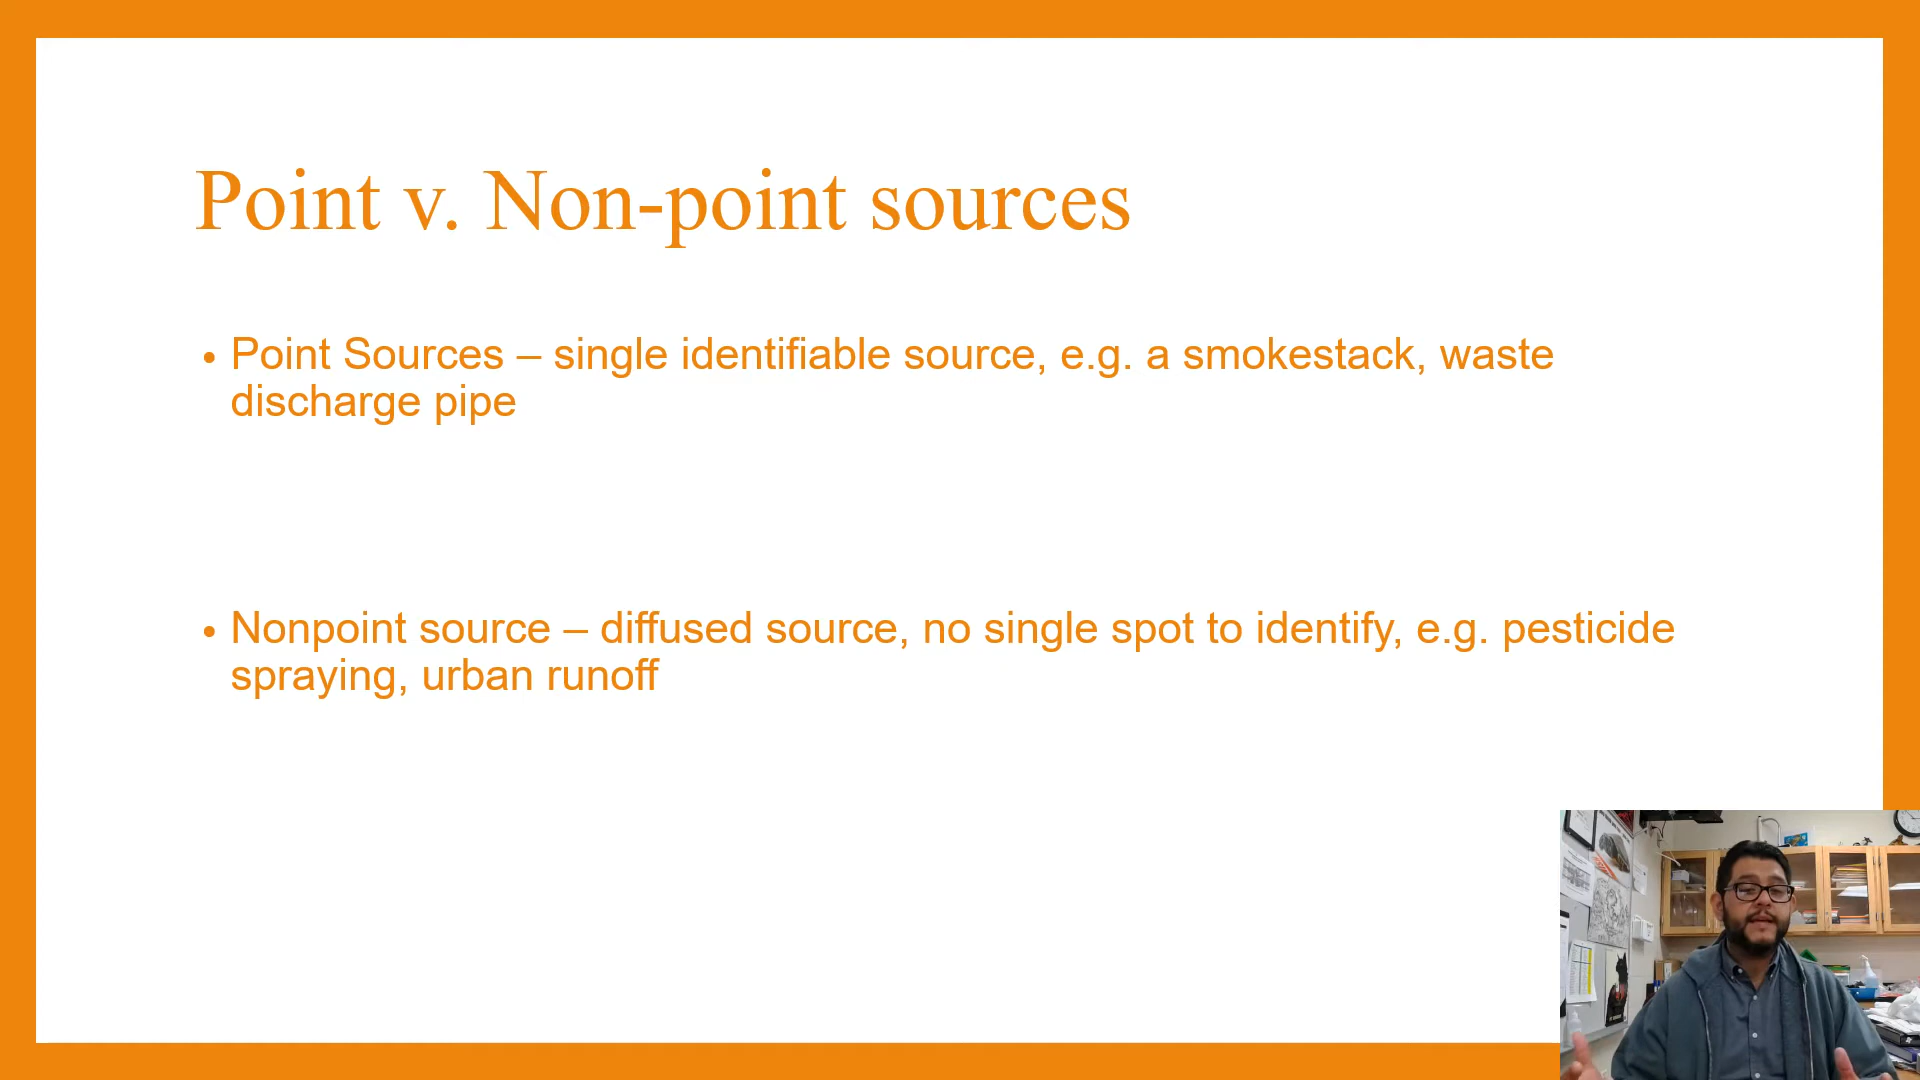 Point v. Non-point sources
• Point Sources – single identifiable source, e.g. a smokestack, waste
discharge pipe
• Nonpoint source – diffused source, no single spot to identify, e.g. pesticide
spraying, urban runoff